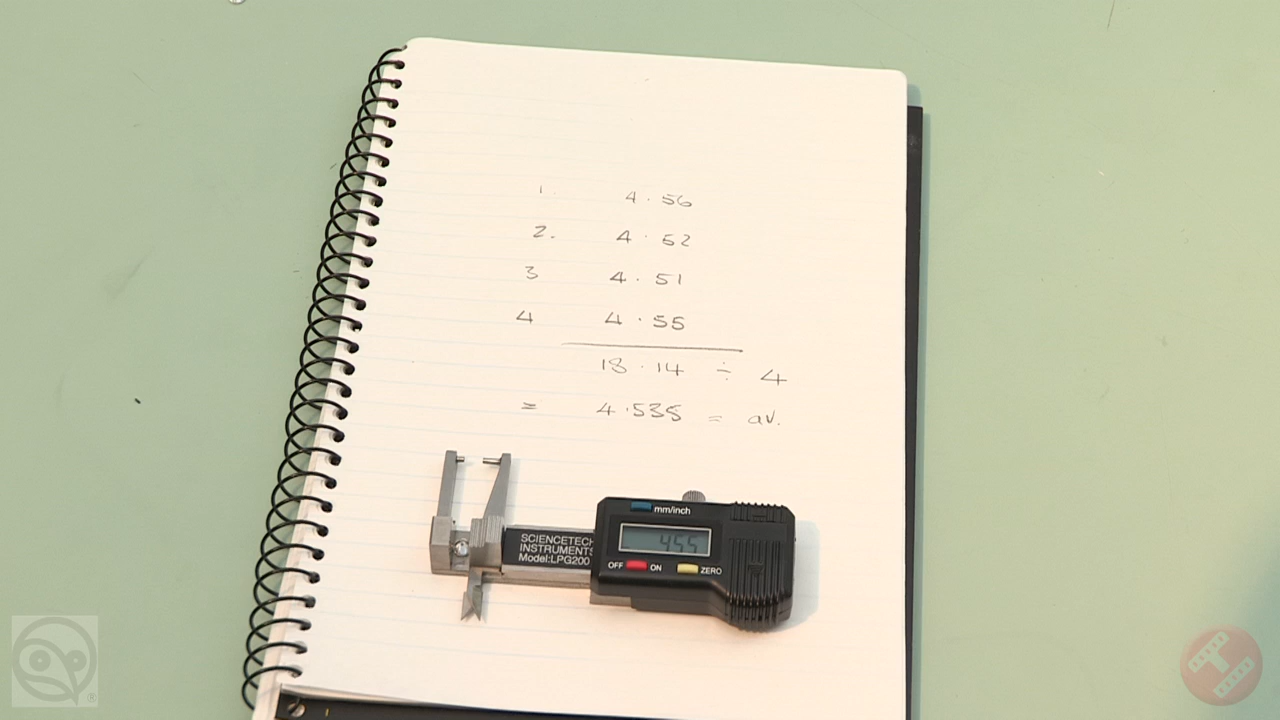 1. 4.56
2. 4.52
3 4.51
4 4.55
18.14 ÷ 4
= 4.535 = av.
mm/inch
SCIENCETECH
INSTRUMENTS
Model:LPG200
4.55
OFF ON ZERO